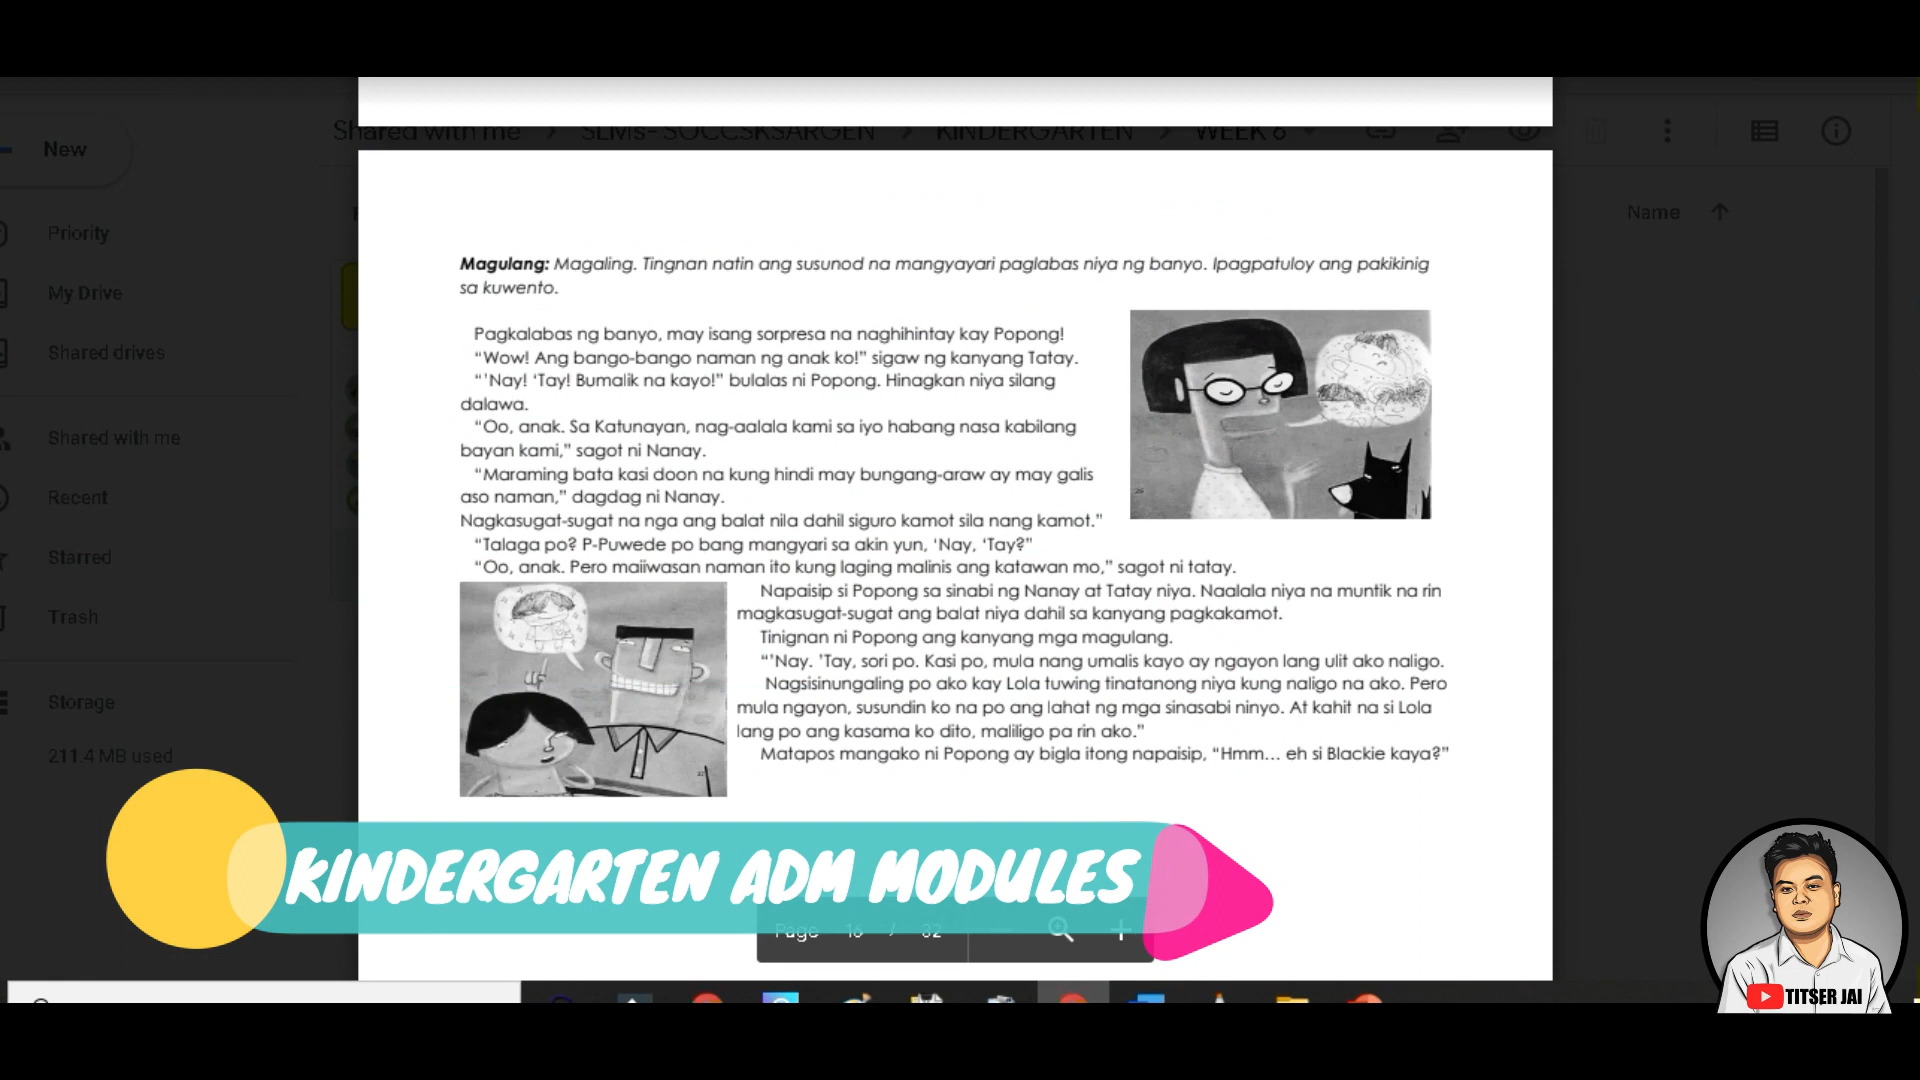 Shared with me > SLMs- SOCCSKSARGEN > KINDERGARTEN > WEEK 6
New
Priority
My Drive
Shared drives
Shared with me
Recent
Starred
Trash
Storage
211.4 MB used
Name
Magulang: Magaling. Tingnan natin ang susunod na mangyayari paglabas niya ng banyo. Ipagpatuloy ang pakikinig
sa kuwento.
Pagkalabas ng banyo, may isang sorpresa na naghihintay kay Popong!
“Wow! Ang bango-bango naman ng anak ko!” sigaw ng kanyang Tatay.
“’Nay! ‘Tay! Bumalik na kayo!” bulalas ni Popong. Hinagkan niya silang
dalawa.
“Oo, anak. Sa Katunayan, nag-aalala kami sa iyo habang nasa kabilang
bayan kami,” sagot ni Nanay.
“Maraming bata kasi doon na kung hindi may bungang-araw ay may galis
aso naman,” dagdag ni Nanay.
Nagkasugat-sugat na nga ang balat nila dahil siguro kamot sila nang kamot.”
“Talaga po? P-Puwede po bang mangyari sa akin yun, ‘Nay, ‘Tay?”
“Oo, anak. Pero maiiwasan naman ito kung laging malinis ang katawan mo,” sagot ni tatay.
Napaisip si Popong sa sinabi ng Nanay at Tatay niya. Naalala niya na muntik na rin
magkasugat-sugat ang balat niya dahil sa kanyang pagkakamot.
Tinignan ni Popong ang kanyang mga magulang.
“’Nay. ’Tay, sori po. Kasi po, mula nang umalis kayo ay ngayon lang ulit ako naligo.
Nagsisinungaling po ako kay Lola tuwing tinatanong niya kung naligo na ako. Pero
mula ngayon, susundin ko na po ang lahat ng mga sinasabi ninyo. At kahit na si Lola
lang po ang kasama ko dito, maliligo pa rin ako.”
Matapos mangako ni Popong ay bigla itong napaisip, “Hmm… eh si Blackie kaya?”
KINDERGARTEN ADM MODULES
Page 16 / 32
TITSER JAI